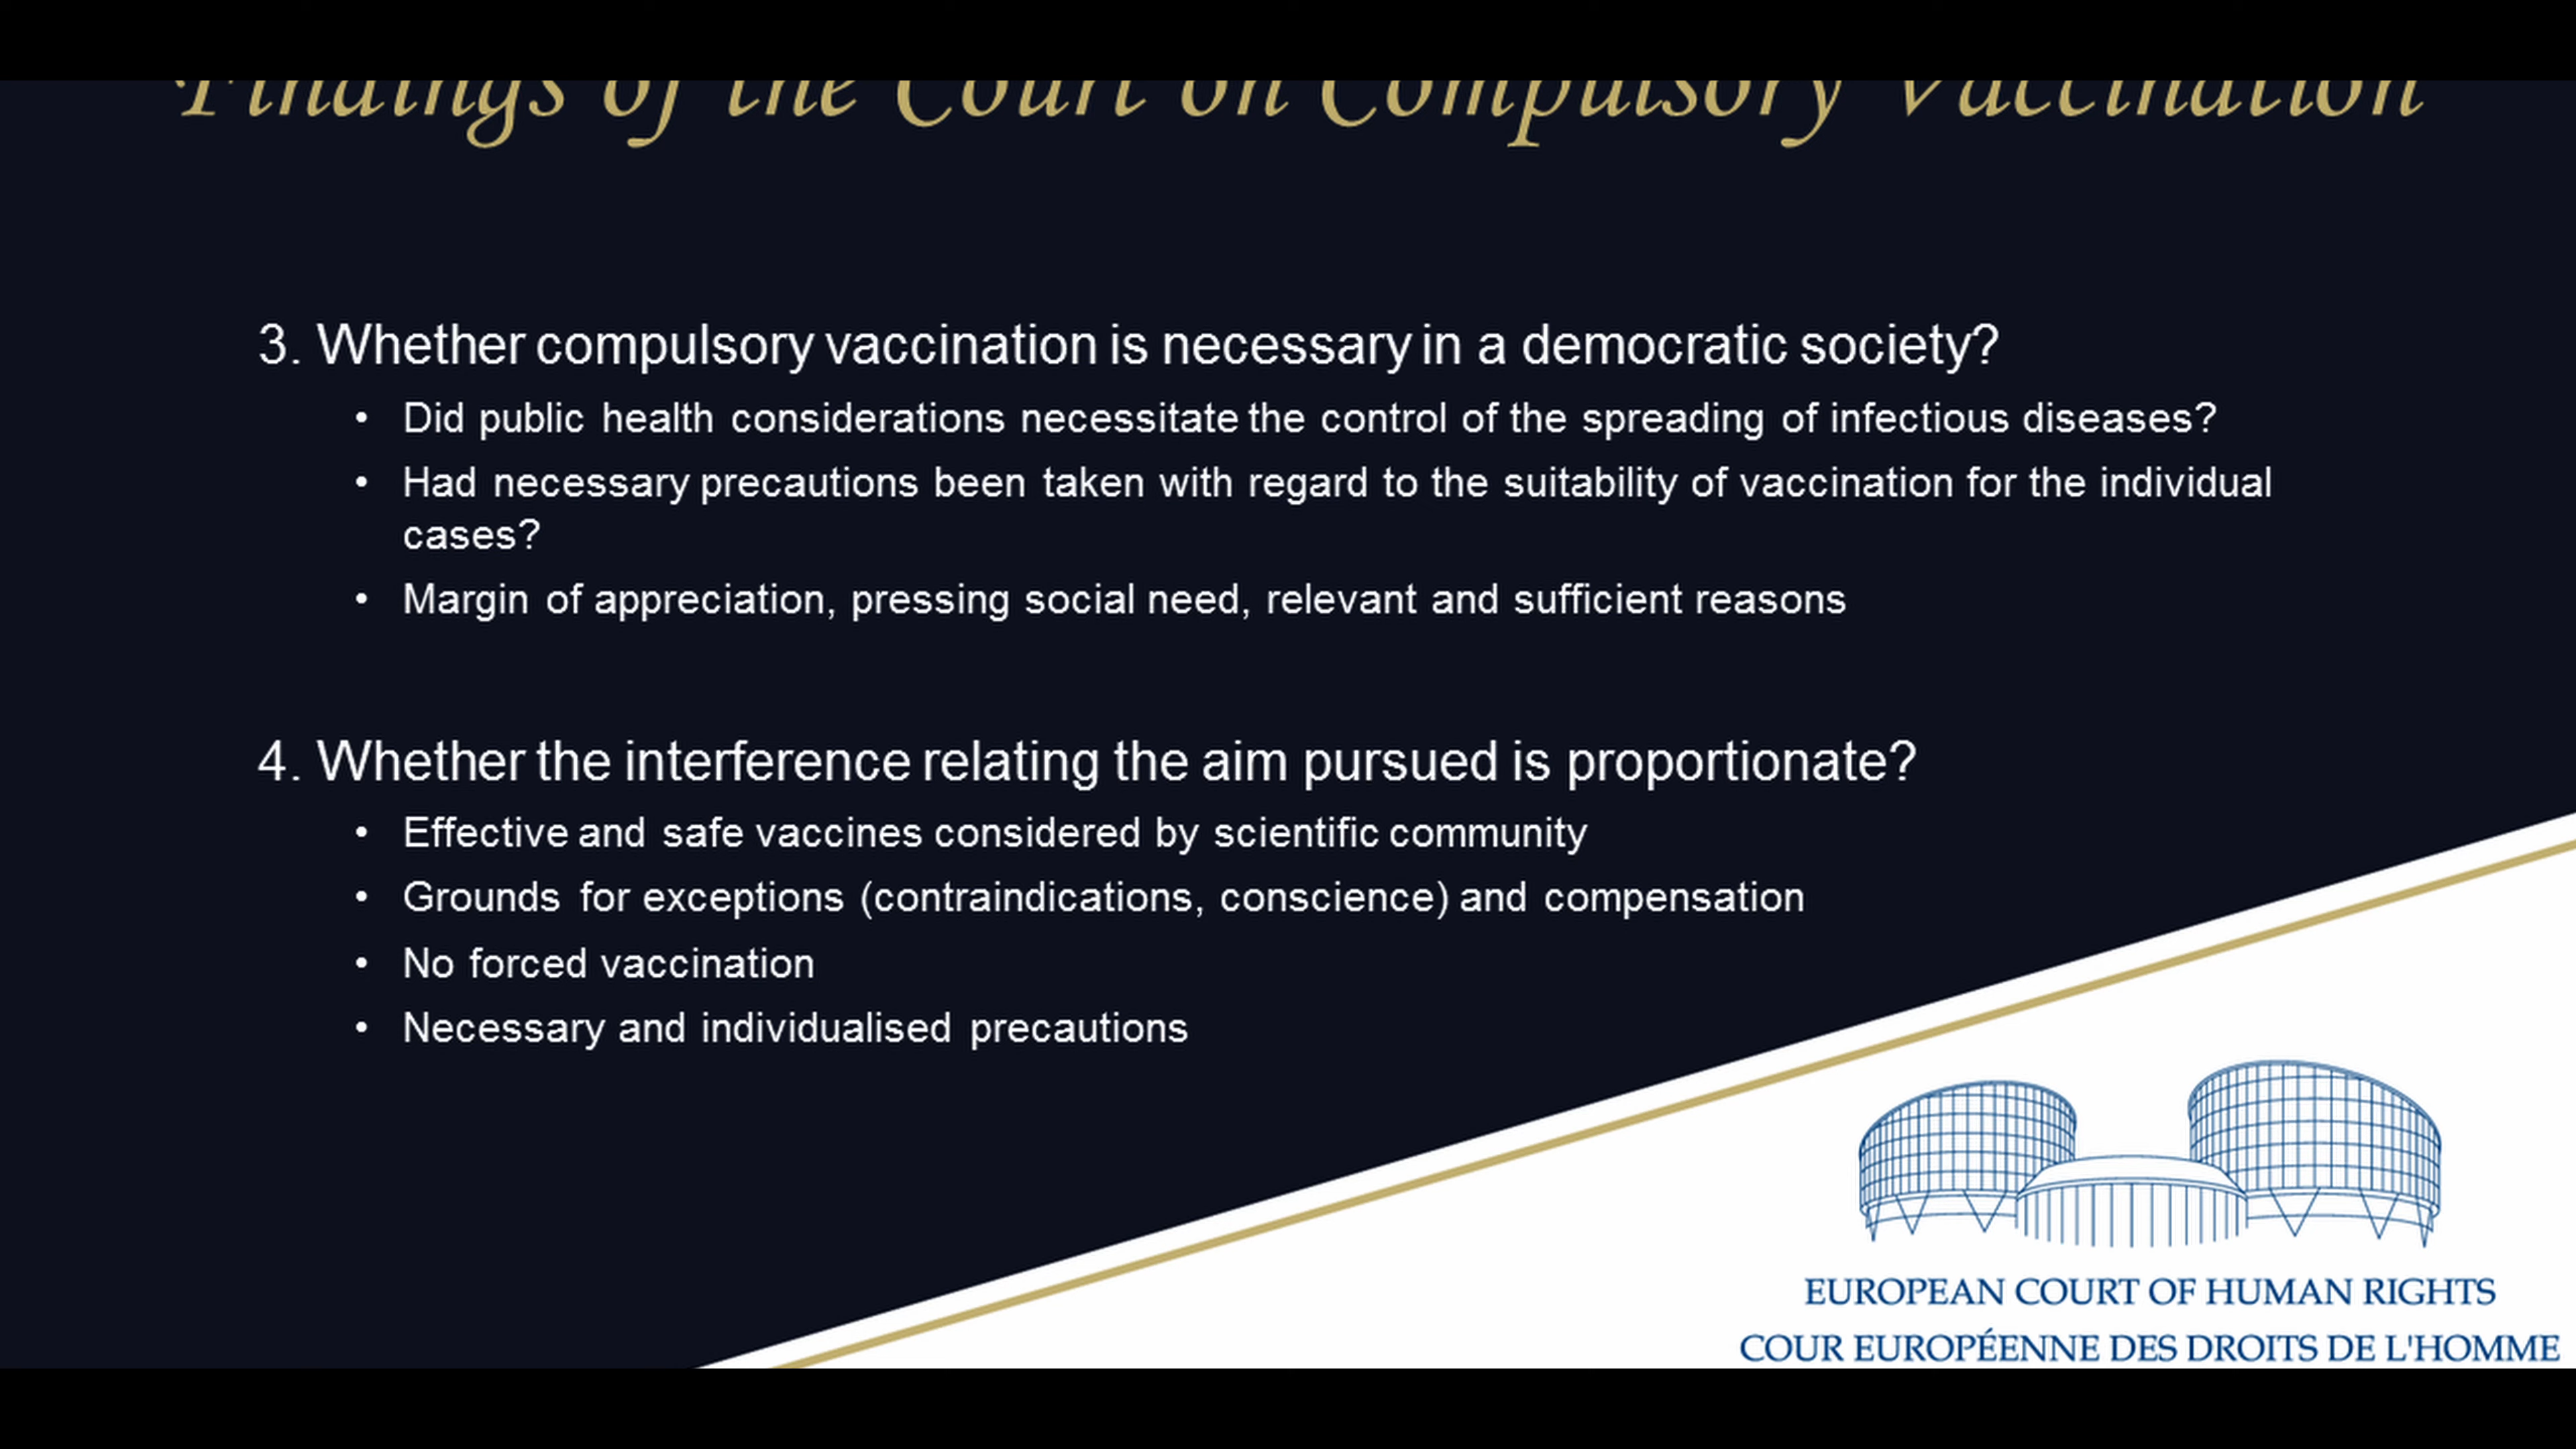 Findings of the Court on Compulsory Vaccination
3. Whether compulsory vaccination is necessary in a democratic society?
• Did public health considerations necessitate the control of the spreading of infectious diseases?
• Had necessary precautions been taken with regard to the suitability of vaccination for the individual
cases?
• Margin of appreciation, pressing social need, relevant and sufficient reasons
4. Whether the interference relating the aim pursued is proportionate?
• Effective and safe vaccines considered by scientific community
• Grounds for exceptions (contraindications, conscience) and compensation
• No forced vaccination
• Necessary and individualised precautions
EUROPEAN COURT OF HUMAN RIGHTS
COUR EUROPÉENNE DES DROITS DE L'HOMME